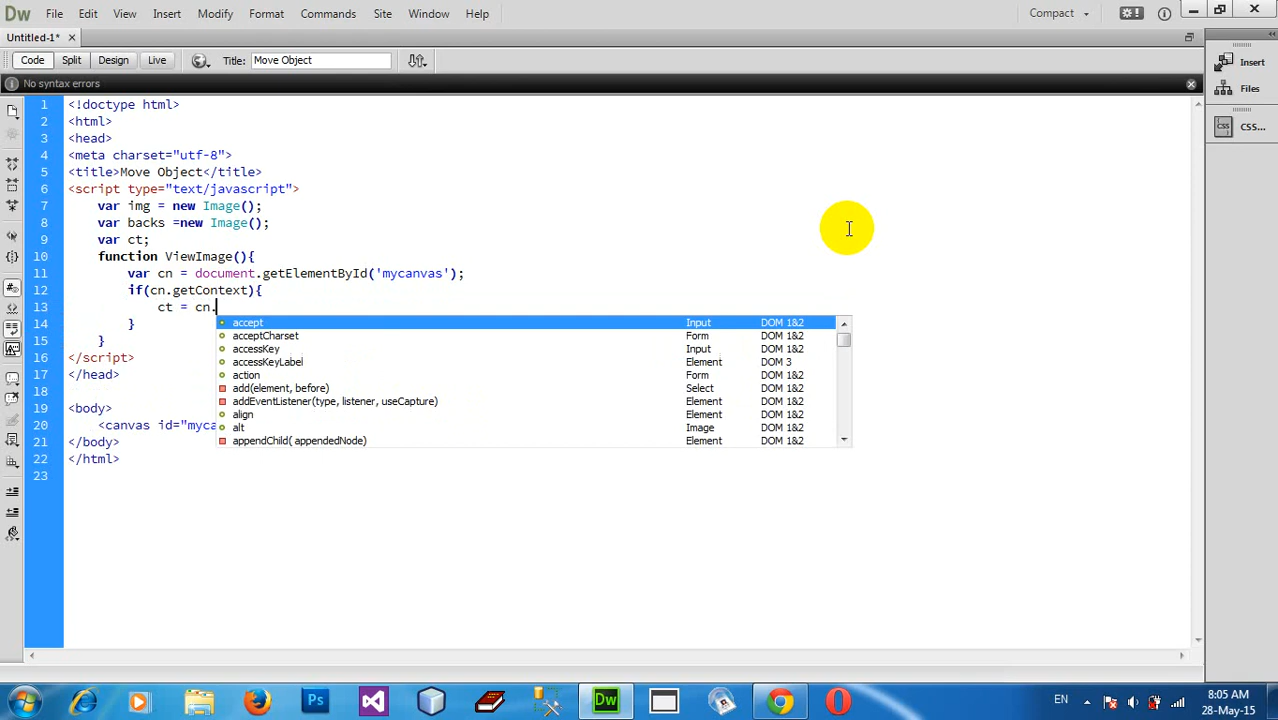 Dw File Edit View Insert Modify Format Commands Site Window Help Compact
Untitled-1* ×
Code Split Design Live Title: Move Object
No syntax errors
1 <!doctype html>
2 <html>
3 <head>
4 <meta charset="utf-8">
5 <title>Move Object</title>
6 <script type="text/javascript">
7 var img = new Image();
8 var backs =new Image();
9 var ct;
10 function ViewImage(){
11 var cn = document.getElementById('mycanvas');
12 if(cn.getContext){
13 ct = cn.
14 }
15 }
16 </script>
17 </head>
18
19 <body>
20 <canvas id="myca
21 </body>
22 </html>
23
accept Input DOM 1&2
acceptCharset Form DOM 1&2
accessKey Input DOM 1&2
accessKeyLabel Element DOM 3
action Form DOM 1&2
add(element, before) Select DOM 1&2
addEventListener(type, listener, useCapture) Element DOM 1&2
align Element DOM 1&2
alt Image DOM 1&2
appendChild( appendedNode) Element DOM 1&2
Insert
Files
CSS CSS...
Ps Dw EN 8:05 AM
28-May-15